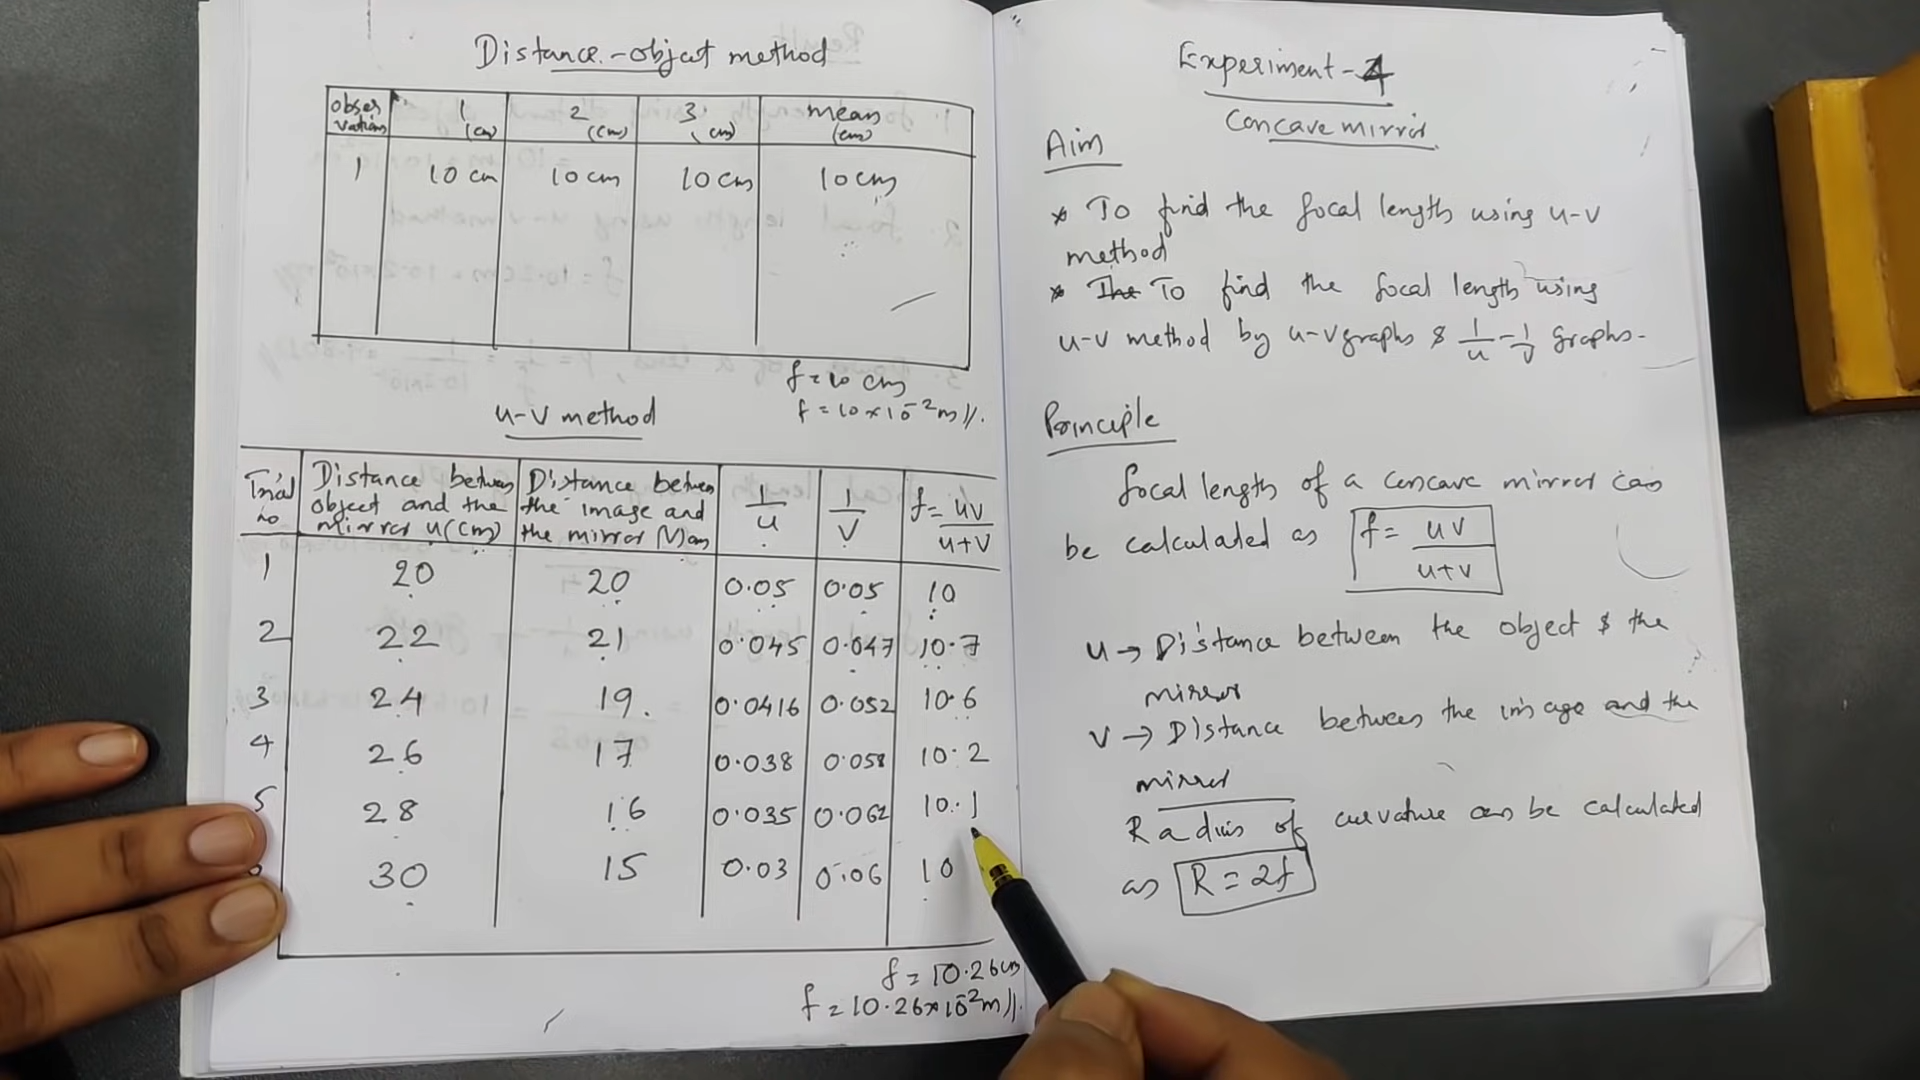 Distance-object method
obser vations 1 (cm) 2 (cm) 3 (cm) mean (cm)
1 10 cm 10 cm 10 cm 10 cm
f = 10 cm
f = 10 × 10⁻² m //.
u-v method
Trial no Distance between object and the mirror u (cm) Distance between the image and the mirror (v) cm 1/u 1/v f = uv/u+v
1 20 20 0.05 0.05 10
2 22 21 0.045 0.047 10.7
3 24 19. 0.0416 0.052 10.6
4 26 17 0.038 0.058 10.2
5 28 16 0.035 0.062 10.1
30 15 0.03 0.06 10
f = 10.26 cm
f = 10.26 × 10⁻² m //.
Experiment - 4
Concave mirror
Aim
* To find the focal length using u-v
method
* To find the focal length using
u-v method by u-v graphs & 1/u - 1/v graphs.
Principle
focal length of a concave mirror can
be calculated as f = uv/u+v
u → Distance between the object & the
mirror
v → Distance between the image and the
mirror
Radius of curvature can be calculated
as R = 2f